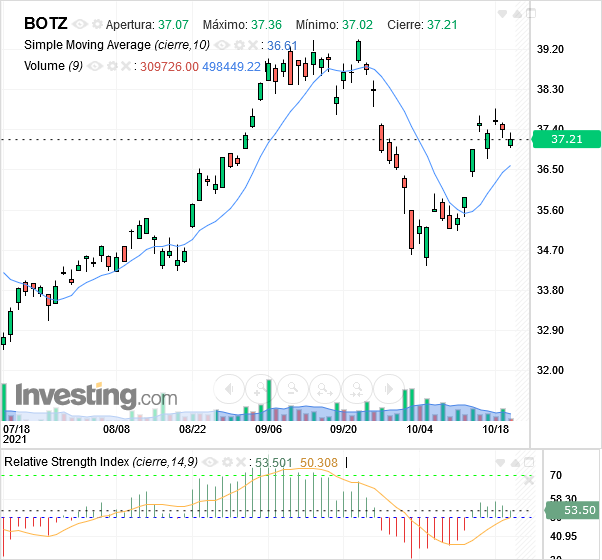 BOTZ Apertura: 37.07 Máximo: 37.36 Mínimo: 37.02 Cierre: 37.21
Simple Moving Average (cierre,10) : 36.61
Volume (9) : 309726.00 498449.22
39.20
38.30
37.40
37.21
36.50
35.60
34.70
33.80
32.90
32.00
Investing.com
07/18 08/08 08/22 09/06 09/20 10/04 10/18
2021
Relative Strength Index (cierre,14,9) : 53.501 50.308
70
58.30
53.50
50
40.95
30